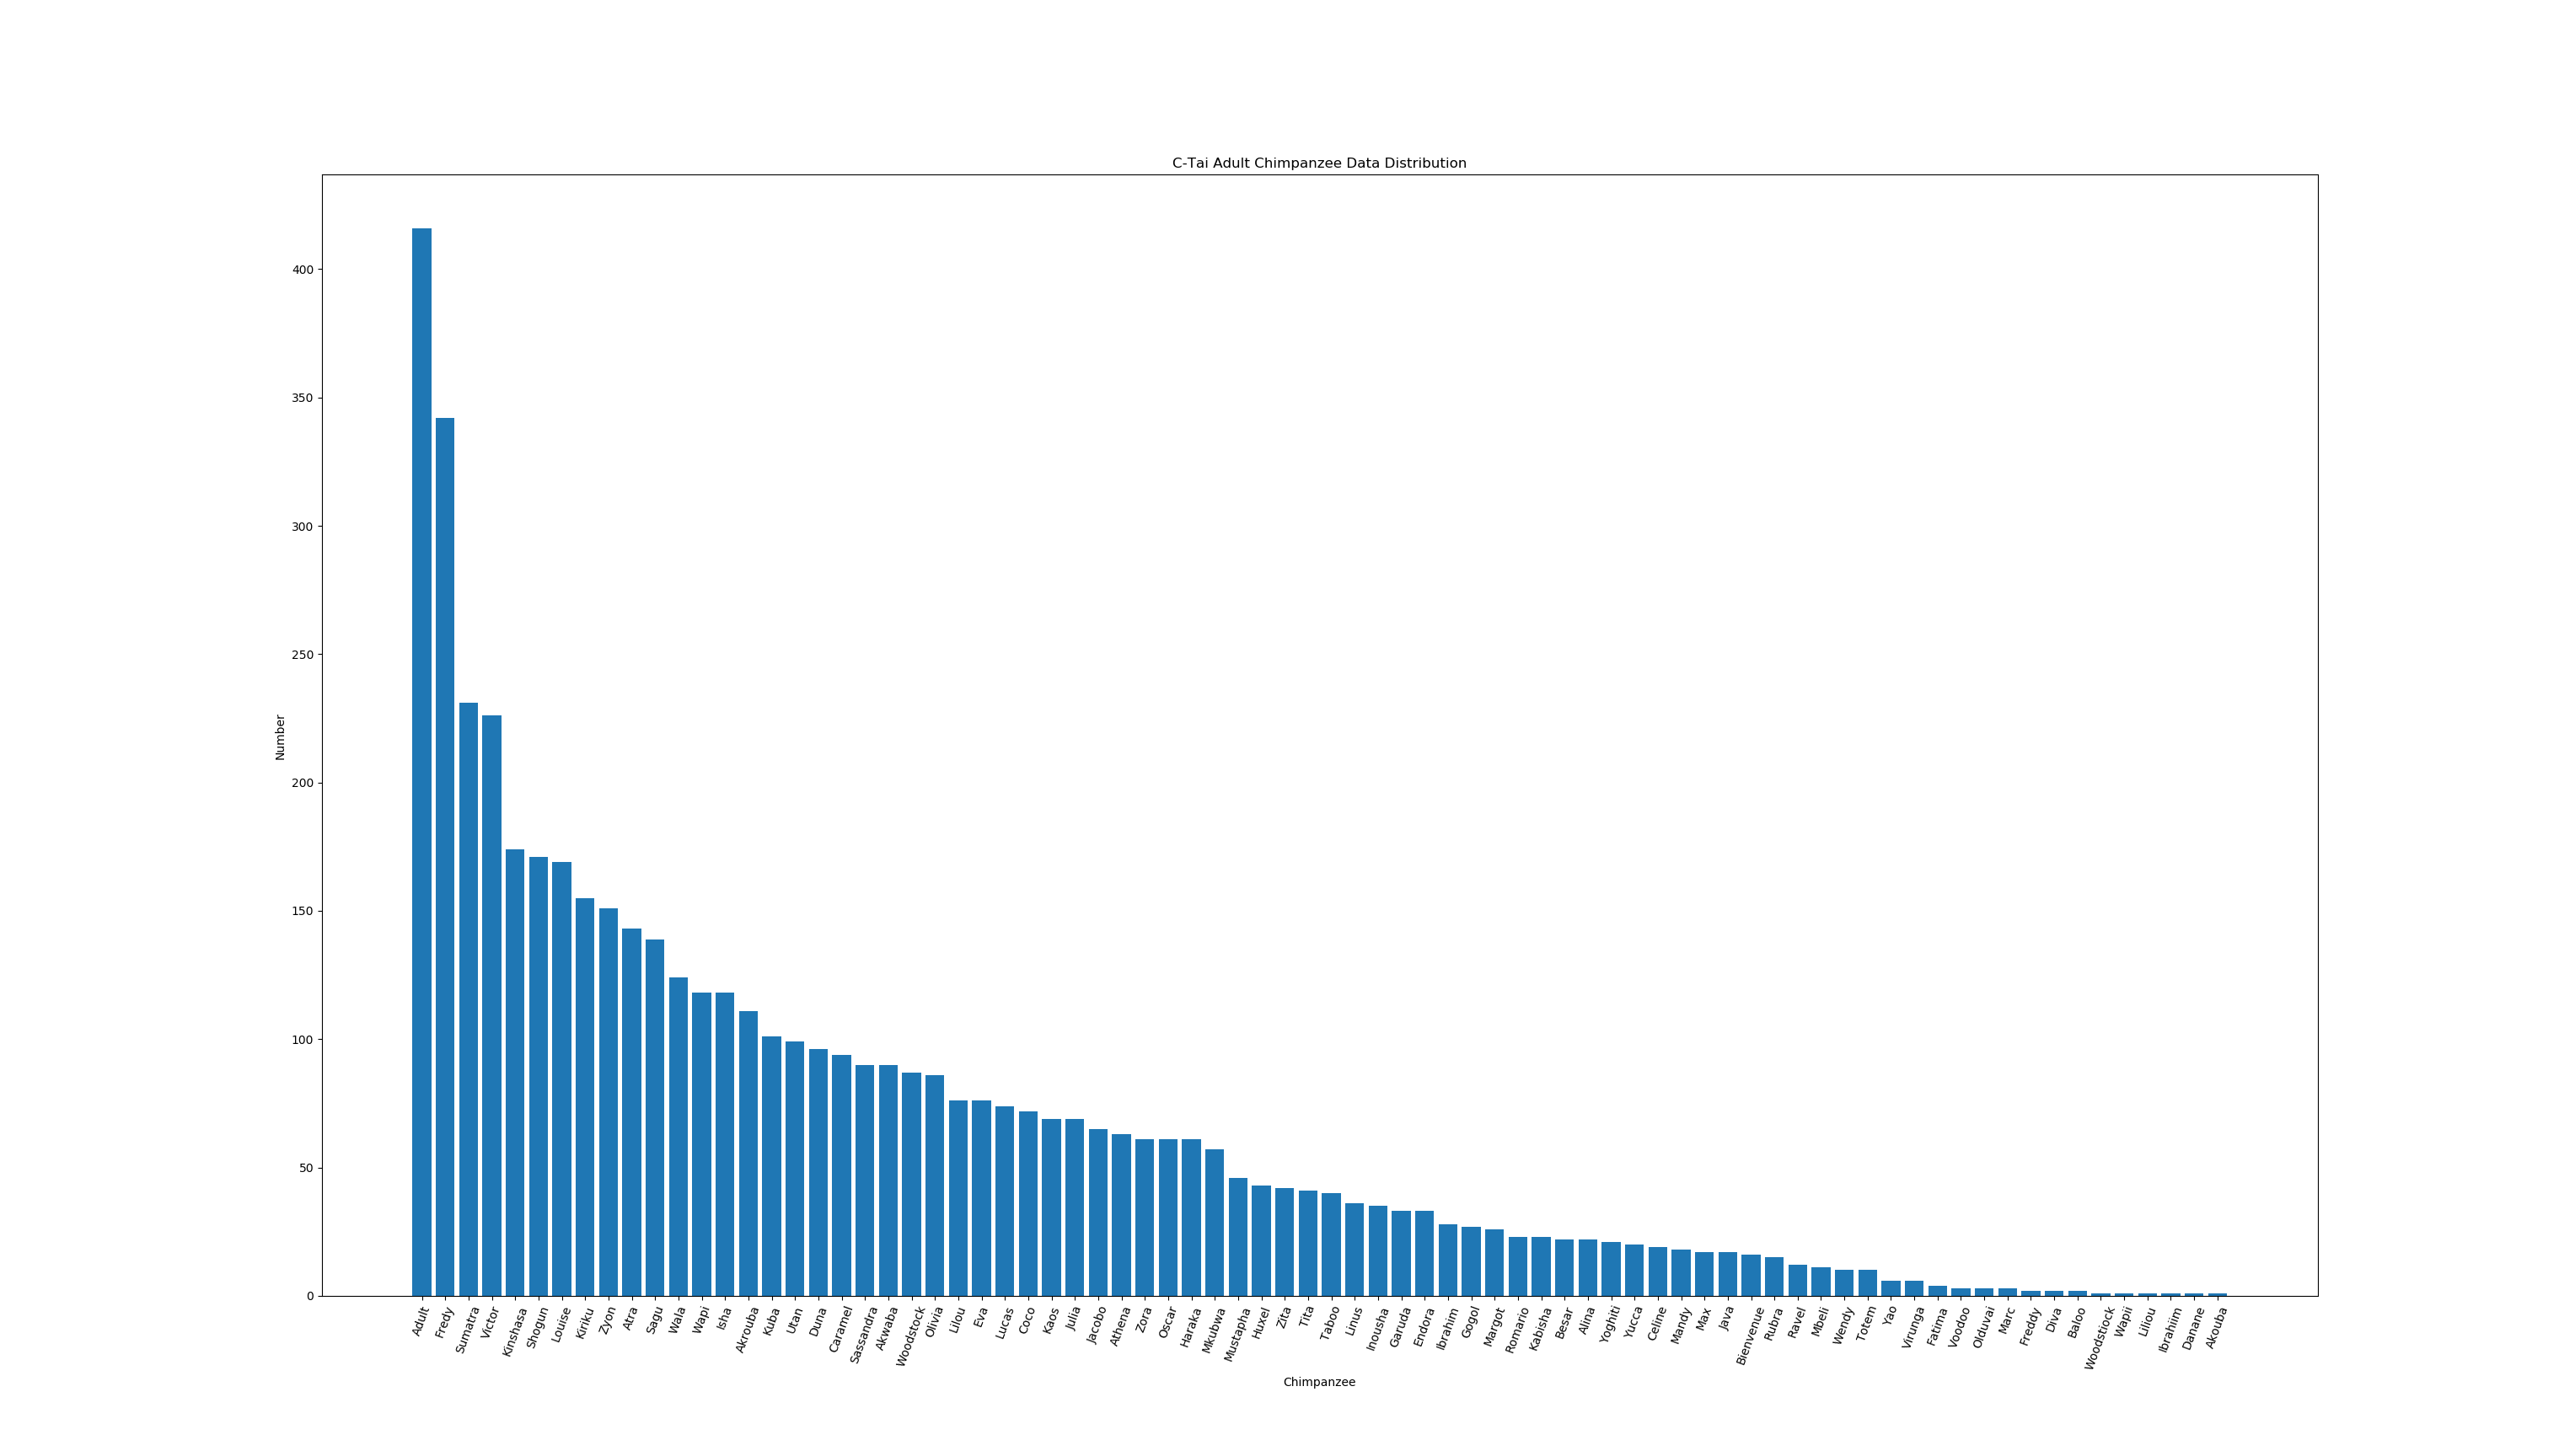 C-Tai Adult Chimpanzee Data Distribution
400
350
300
250
200
150
100
50
0
Number
Adult
Fredy
Sumatra
Victor
Kinshasa
Shogun
Louise
Kiriku
Zyon
Atra
Sagu
Wala
Wapi
Isha
Akrouba
Kuba
Utan
Duna
Caramel
Sassandra
Akwaba
Woodstock
Olivia
Lilou
Eva
Lucas
Coco
Kaos
Julia
Jacobo
Athena
Zora
Oscar
Haraka
Mkubwa
Mustapha
Huxel
Zita
Tita
Taboo
Linus
Inousha
Garuda
Endora
Ibrahim
Gogol
Margot
Romario
Kabisha
Besar
Alina
Yoghiti
Yucca
Celine
Mandy
Max
Java
Bienvenue
Rubra
Ravel
Mbeli
Wendy
Totem
Yao
Virunga
Fatima
Voodoo
Olduvai
Marc
Freddy
Diva
Baloo
Woodstiock
Wapii
Liliou
Ibrahiim
Danane
Akouba
Chimpanzee